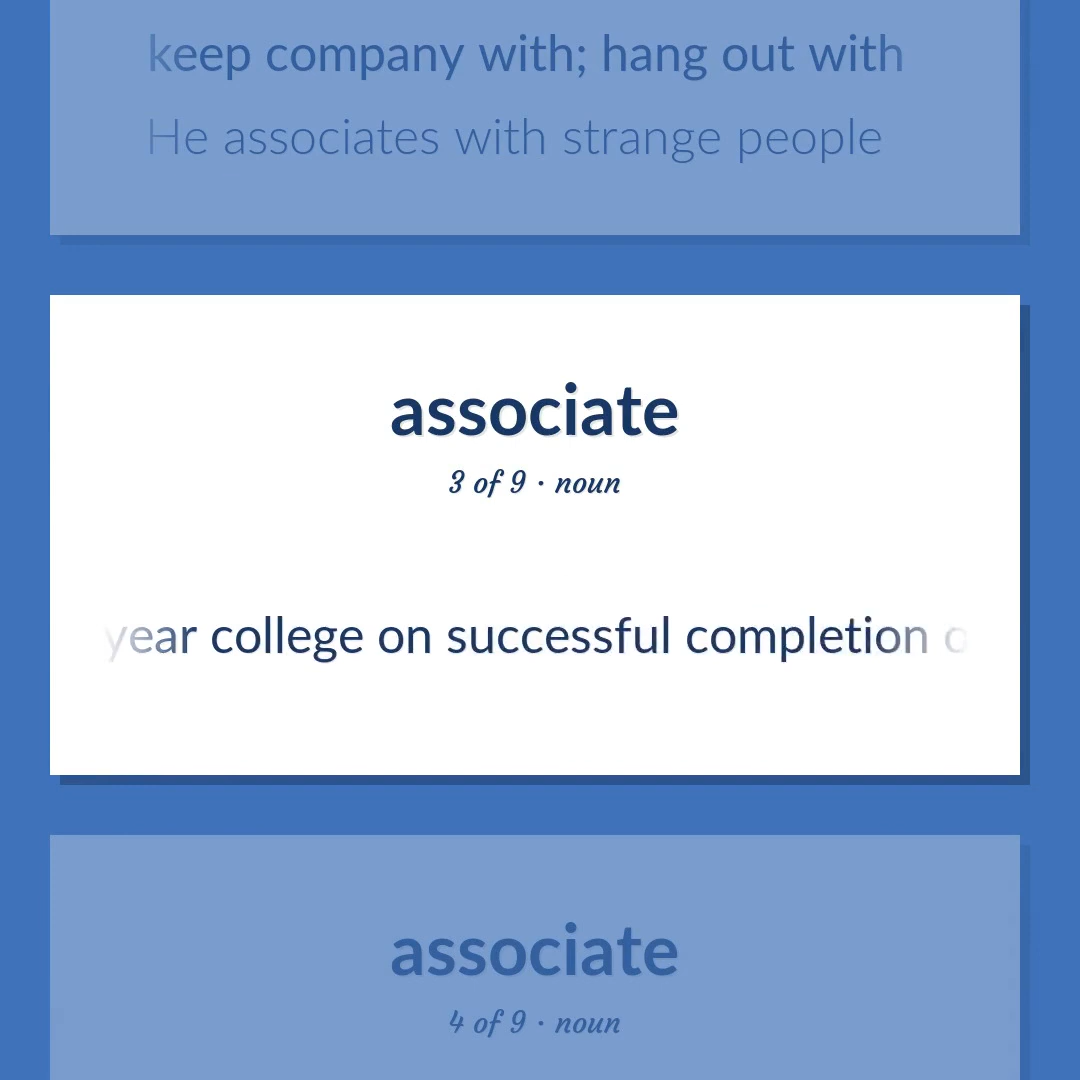 keep company with; hang out with
He associates with strange people
associate
3 of 9 · noun
year college on successful completion
associate
4 of 9 · noun